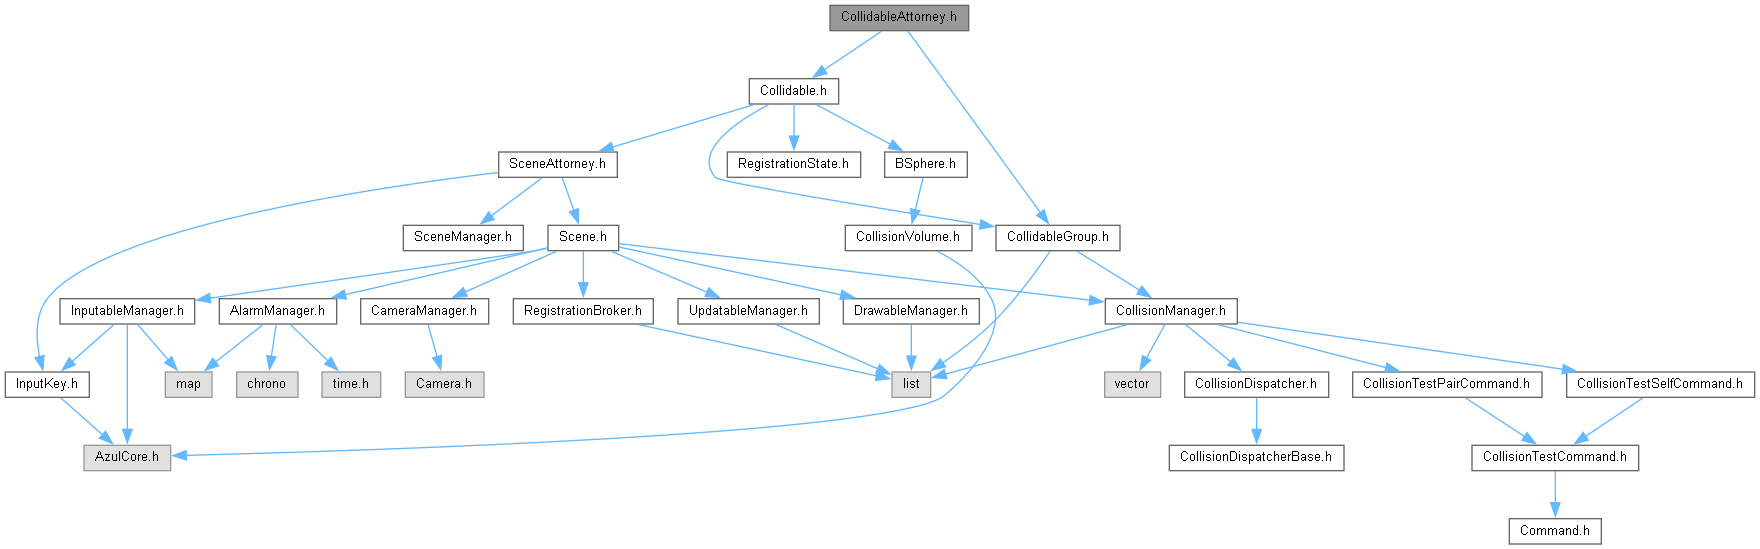 CollidableAttorney.h
Collidable.h
SceneAttorney.h
RegistrationState.h
BSphere.h
SceneManager.h
Scene.h
CollisionVolume.h
CollidableGroup.h
InputableManager.h
AlarmManager.h
CameraManager.h
RegistrationBroker.h
UpdatableManager.h
DrawableManager.h
CollisionManager.h
InputKey.h
map
chrono
time.h
Camera.h
list
vector
CollisionDispatcher.h
CollisionTestPairCommand.h
CollisionTestSelfCommand.h
AzulCore.h
CollisionDispatcherBase.h
CollisionTestCommand.h
Command.h